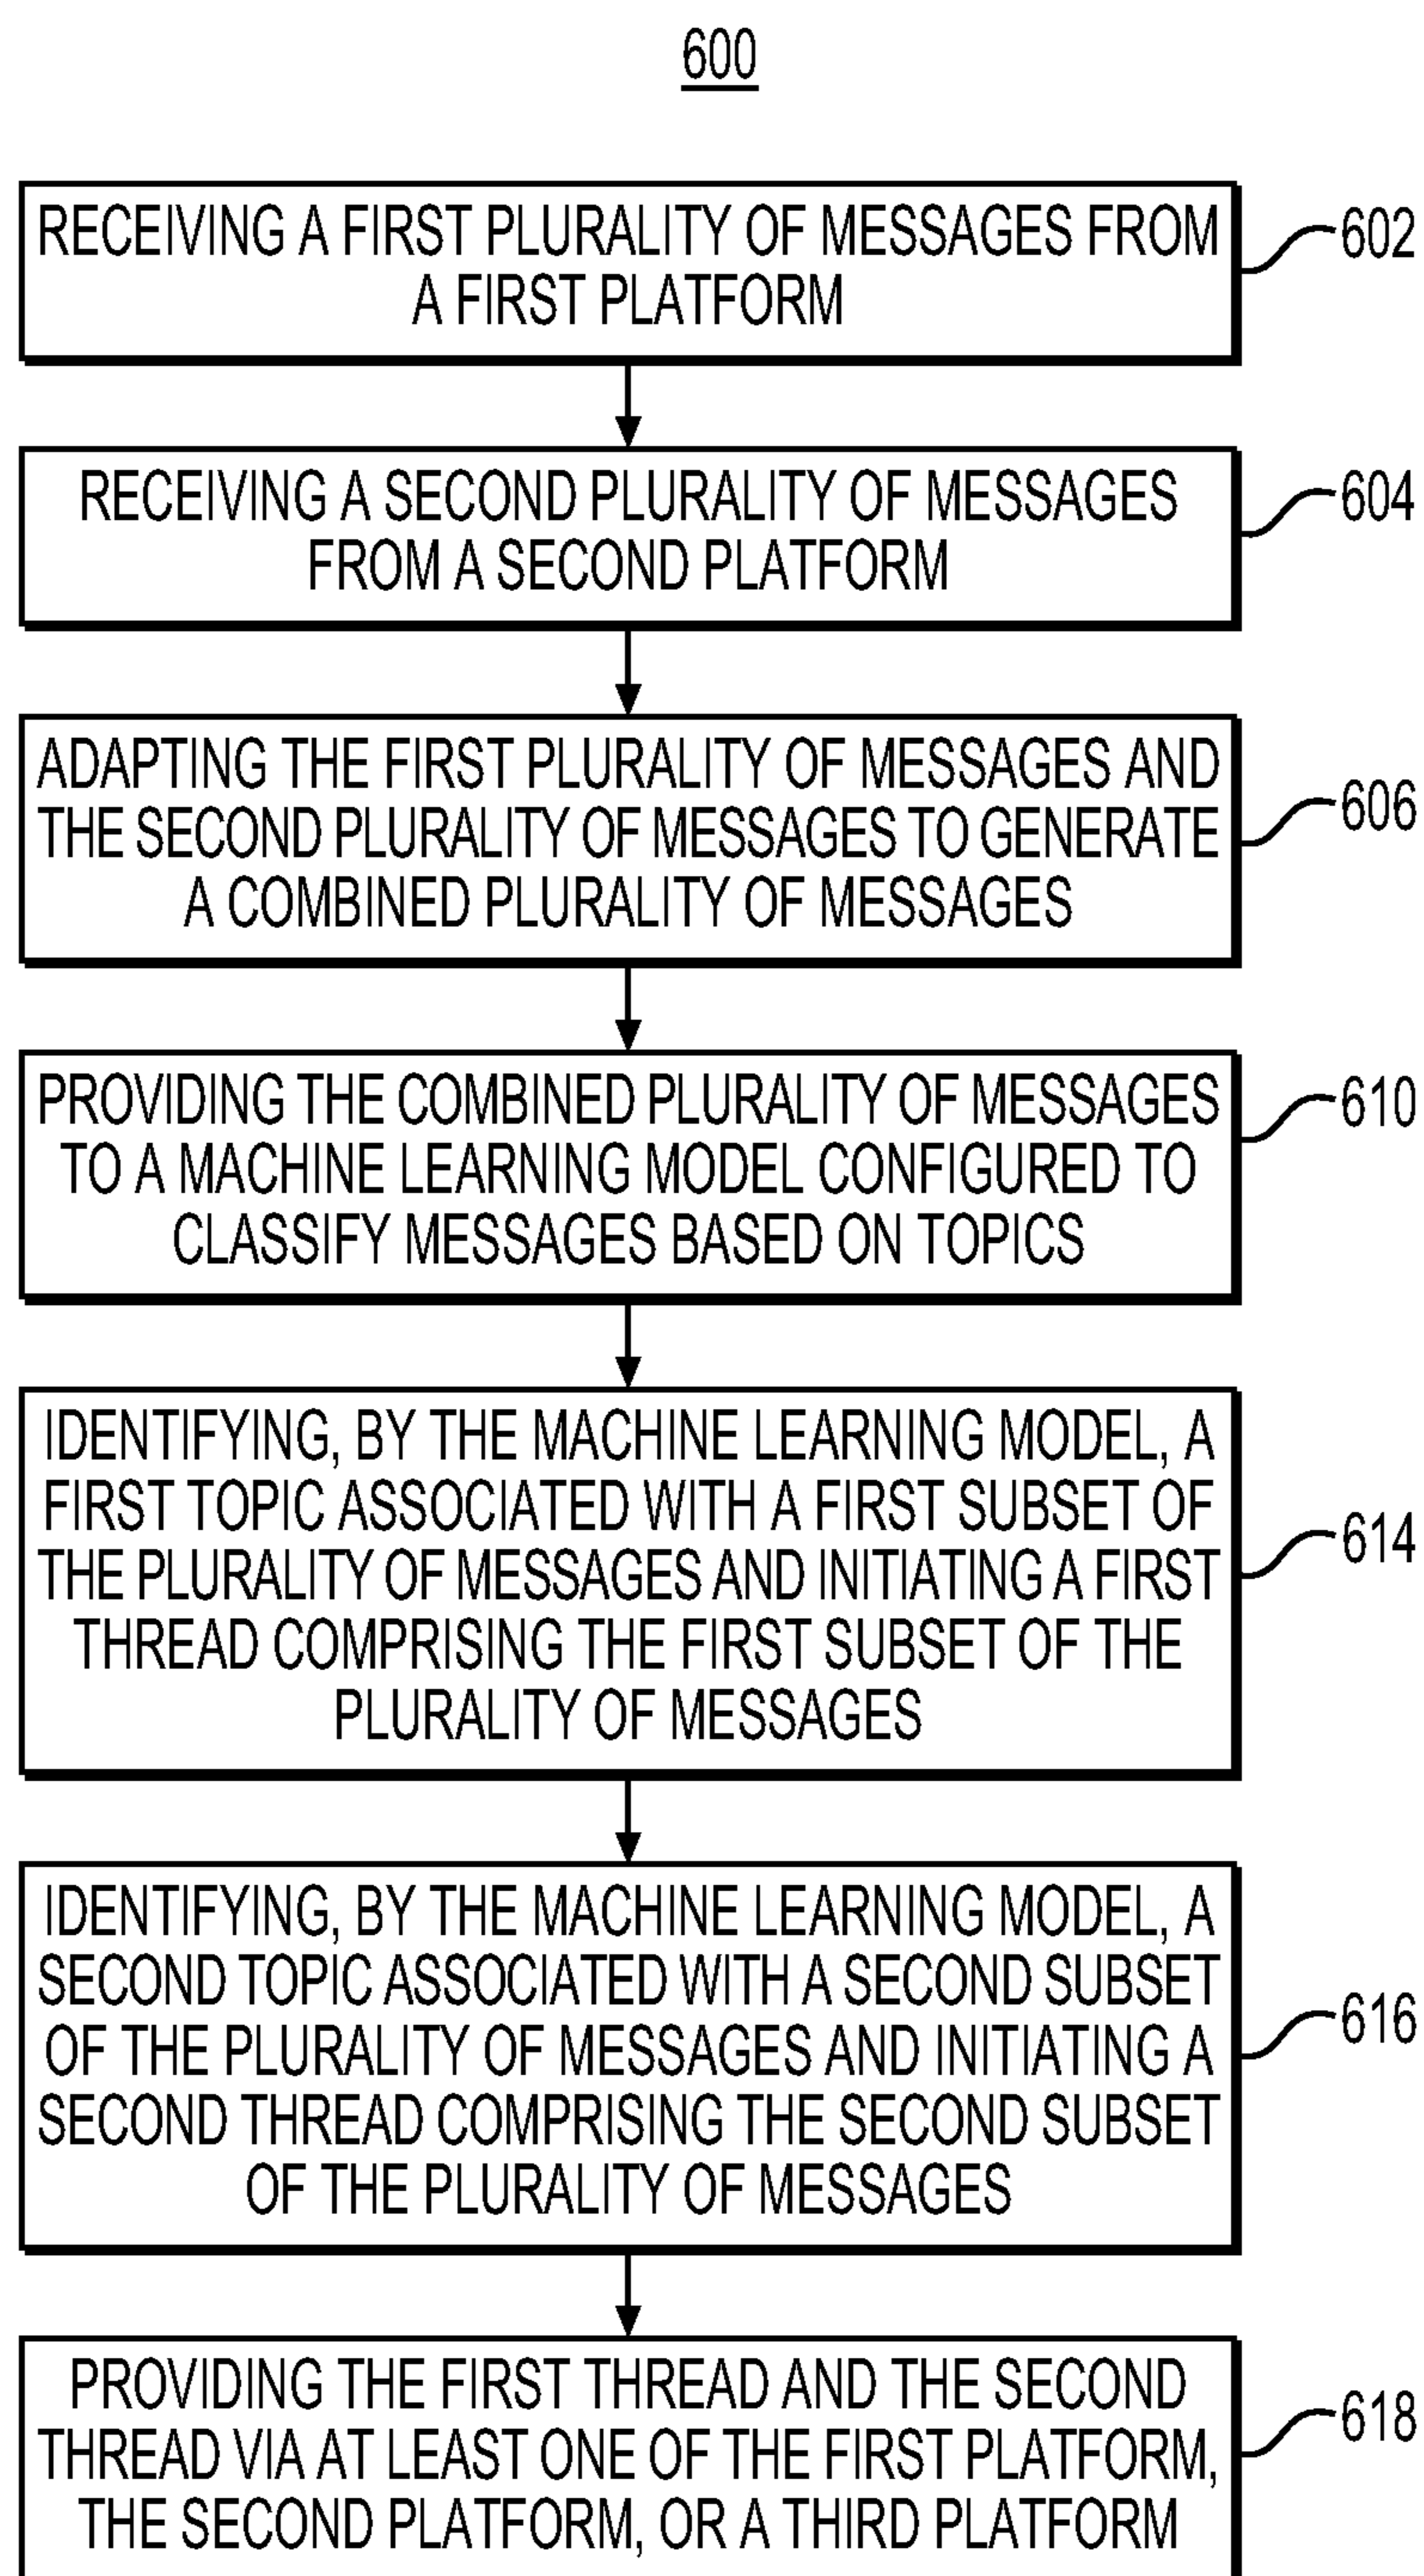 600
RECEIVING A FIRST PLURALITY OF MESSAGES FROM
A FIRST PLATFORM
602
RECEIVING A SECOND PLURALITY OF MESSAGES
FROM A SECOND PLATFORM
604
ADAPTING THE FIRST PLURALITY OF MESSAGES AND
THE SECOND PLURALITY OF MESSAGES TO GENERATE
A COMBINED PLURALITY OF MESSAGES
606
PROVIDING THE COMBINED PLURALITY OF MESSAGES
TO A MACHINE LEARNING MODEL CONFIGURED TO
CLASSIFY MESSAGES BASED ON TOPICS
610
IDENTIFYING, BY THE MACHINE LEARNING MODEL, A
FIRST TOPIC ASSOCIATED WITH A FIRST SUBSET OF
THE PLURALITY OF MESSAGES AND INITIATING A FIRST
THREAD COMPRISING THE FIRST SUBSET OF THE
PLURALITY OF MESSAGES
614
IDENTIFYING, BY THE MACHINE LEARNING MODEL, A
SECOND TOPIC ASSOCIATED WITH A SECOND SUBSET
OF THE PLURALITY OF MESSAGES AND INITIATING A
SECOND THREAD COMPRISING THE SECOND SUBSET
OF THE PLURALITY OF MESSAGES
616
PROVIDING THE FIRST THREAD AND THE SECOND
THREAD VIA AT LEAST ONE OF THE FIRST PLATFORM,
THE SECOND PLATFORM, OR A THIRD PLATFORM
618